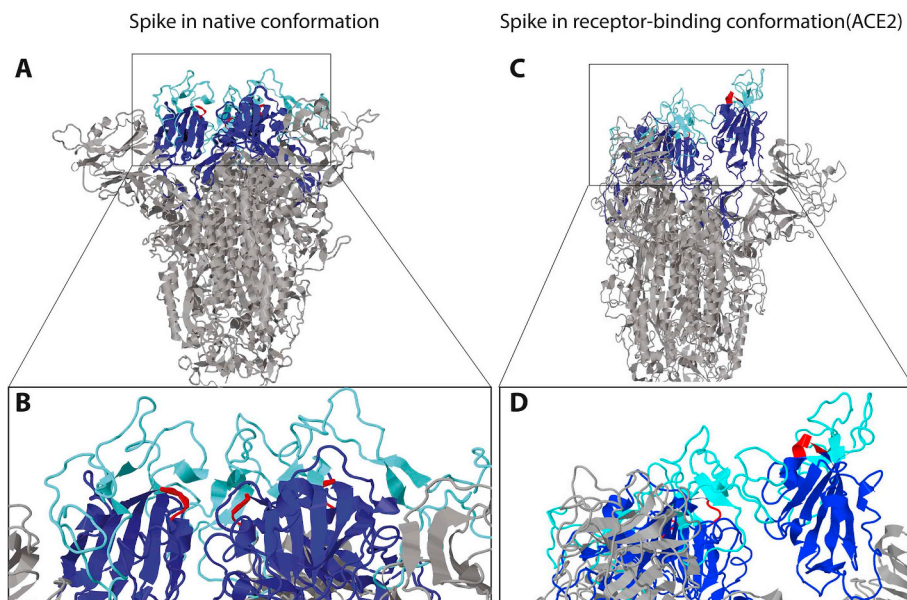 Spike in native conformation
Spike in receptor-binding conformation(ACE2)
A
C
B
D